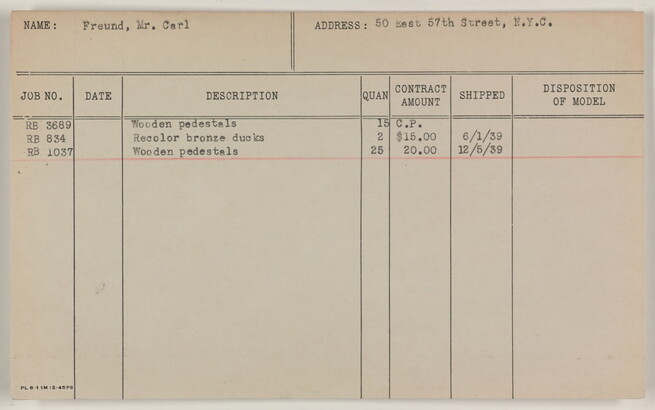 NAME: Freund, Mr. Carl ADDRESS: 50 East 57th Street, N.Y.C.
JOB NO. DATE DESCRIPTION QUAN CONTRACT AMOUNT SHIPPED DISPOSITION OF MODEL
RB 3689 Wooden pedestals 15 C.P.
RB 834 Recolor bronze ducks 2 $15.00 6/1/39
RB 1037 Wooden pedestals 25 20.00 12/5/39